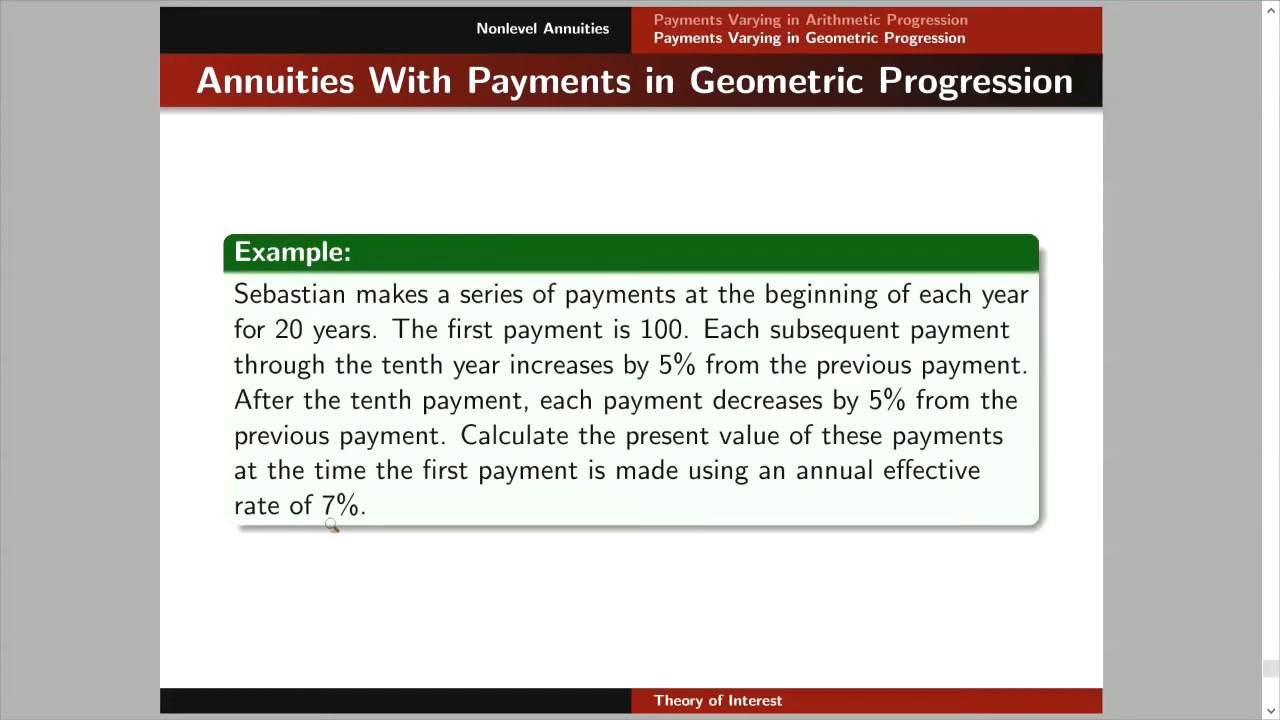 Nonlevel Annuities
Payments Varying in Arithmetic Progression
Payments Varying in Geometric Progression
Annuities With Payments in Geometric Progression
Example:
Sebastian makes a series of payments at the beginning of each year
for 20 years. The first payment is 100. Each subsequent payment
through the tenth year increases by 5% from the previous payment.
After the tenth payment, each payment decreases by 5% from the
previous payment. Calculate the present value of these payments
at the time the first payment is made using an annual effective
rate of 7%.
Theory of Interest